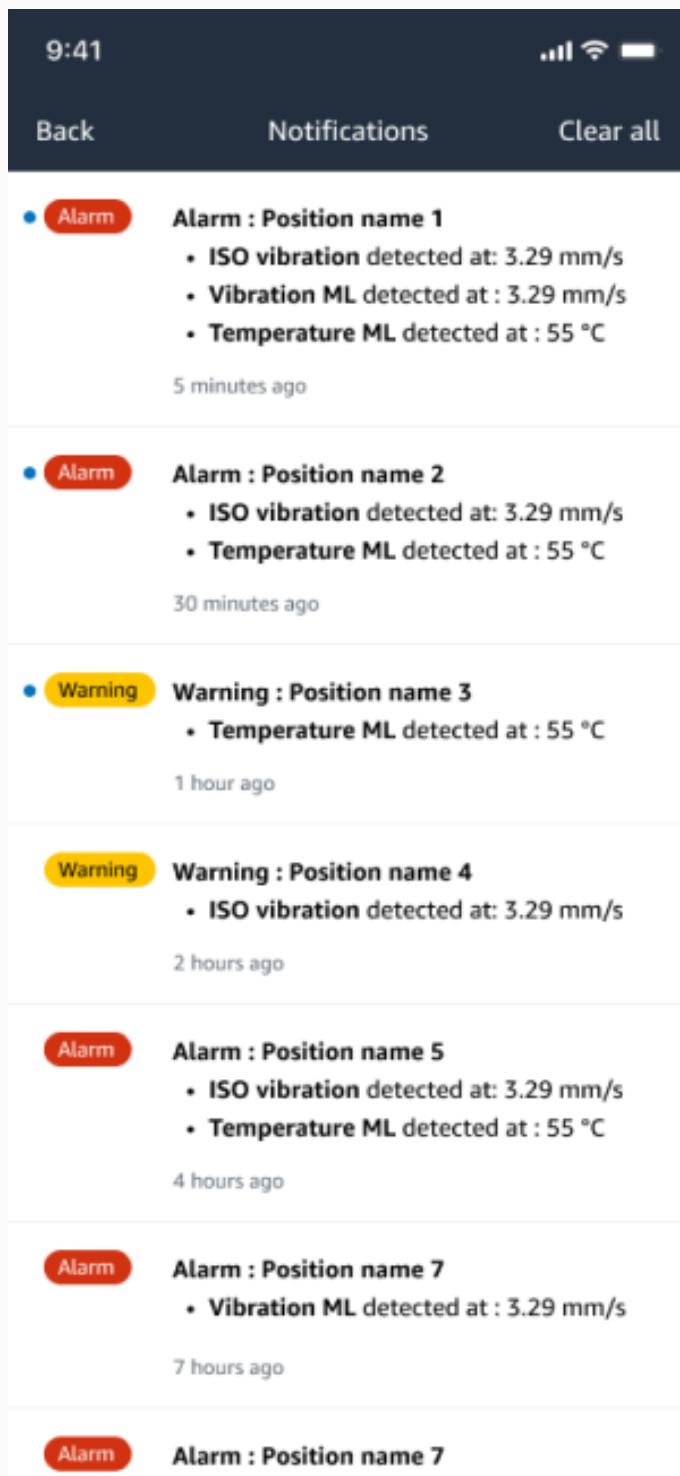 9:41
Back Notifications Clear all
Alarm Alarm : Position name 1
• ISO vibration detected at: 3.29 mm/s
• Vibration ML detected at : 3.29 mm/s
• Temperature ML detected at : 55 °C
5 minutes ago
Alarm Alarm : Position name 2
• ISO vibration detected at: 3.29 mm/s
• Temperature ML detected at : 55 °C
30 minutes ago
Warning Warning : Position name 3
• Temperature ML detected at : 55 °C
1 hour ago
Warning Warning : Position name 4
• ISO vibration detected at: 3.29 mm/s
2 hours ago
Alarm Alarm : Position name 5
• ISO vibration detected at: 3.29 mm/s
• Temperature ML detected at : 55 °C
4 hours ago
Alarm Alarm : Position name 7
• Vibration ML detected at : 3.29 mm/s
7 hours ago
Alarm Alarm : Position name 7